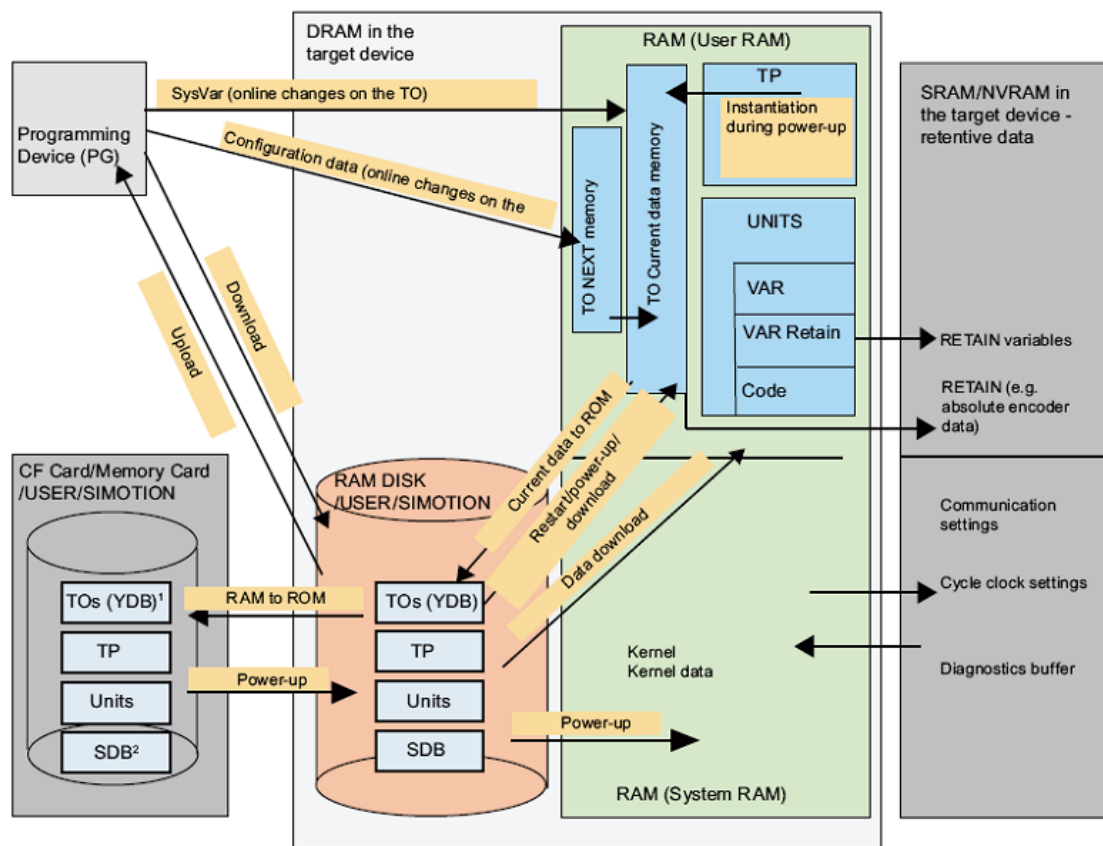 DRAM in the
target device
RAM (User RAM)
Programming
Device (PG)
SysVar (online changes on the TO)
Configuration data (online changes on the
TO NEXT memory
TO Current data memory
TP
Instantiation
during power-up
UNITS
VAR
VAR Retain
Code
SRAM/NVRAM in
the target device -
retentive data
RETAIN variables
RETAIN (e.g.
absolute encoder
data)
Upload
Download
Current data to ROM
Restart/power-up/
download
Data download
CF Card/Memory Card
/USER/SIMOTION
TOs (YDB)¹
TP
Units
SDB²
RAM to ROM
Power-up
RAM DISK
/USER/SIMOTION
TOs (YDB)
TP
Units
SDB
Power-up
Kernel
Kernel data
RAM (System RAM)
Communication
settings
Cycle clock settings
Diagnostics buffer